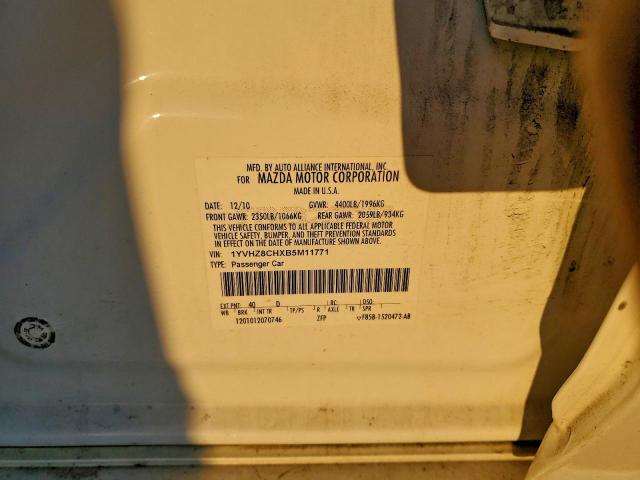 MFD. BY AUTO ALLIANCE INTERNATIONAL, INC.
FOR MAZDA MOTOR CORPORATION
MADE IN U.S.A.
DATE: 12/10 GVWR: 4400LB/1996KG
FRONT GAWR: 2350LB/1066KG REAR GAWR: 2059LB/934KG
THIS VEHICLE CONFORMS TO ALL APPLICABLE FEDERAL MOTOR
VEHICLE SAFETY, BUMPER, AND THEFT PREVENTION STANDARDS
IN EFFECT ON THE DATE OF MANUFACTURE SHOWN ABOVE.
VIN: 1YVHZ8CHXB5M11771
TYPE: Passenger Car
EXT PNT: 40 D RC: DSO:
WB BRK INT TR TP/PS R AXLE TR SPR
1201012070746 ZFP FB5B-1520472-AB